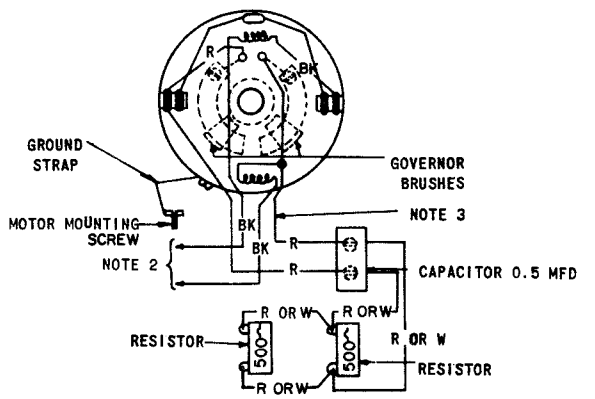 R
BK
GROUND
STRAP
GOVERNOR
BRUSHES
MOTOR MOUNTING
SCREW
BK
NOTE 3
NOTE 2
BK
R
R
CAPACITOR 0.5 MFD
R OR W
R OR W
RESISTOR
500~
500~
R OR W
RESISTOR
R OR W